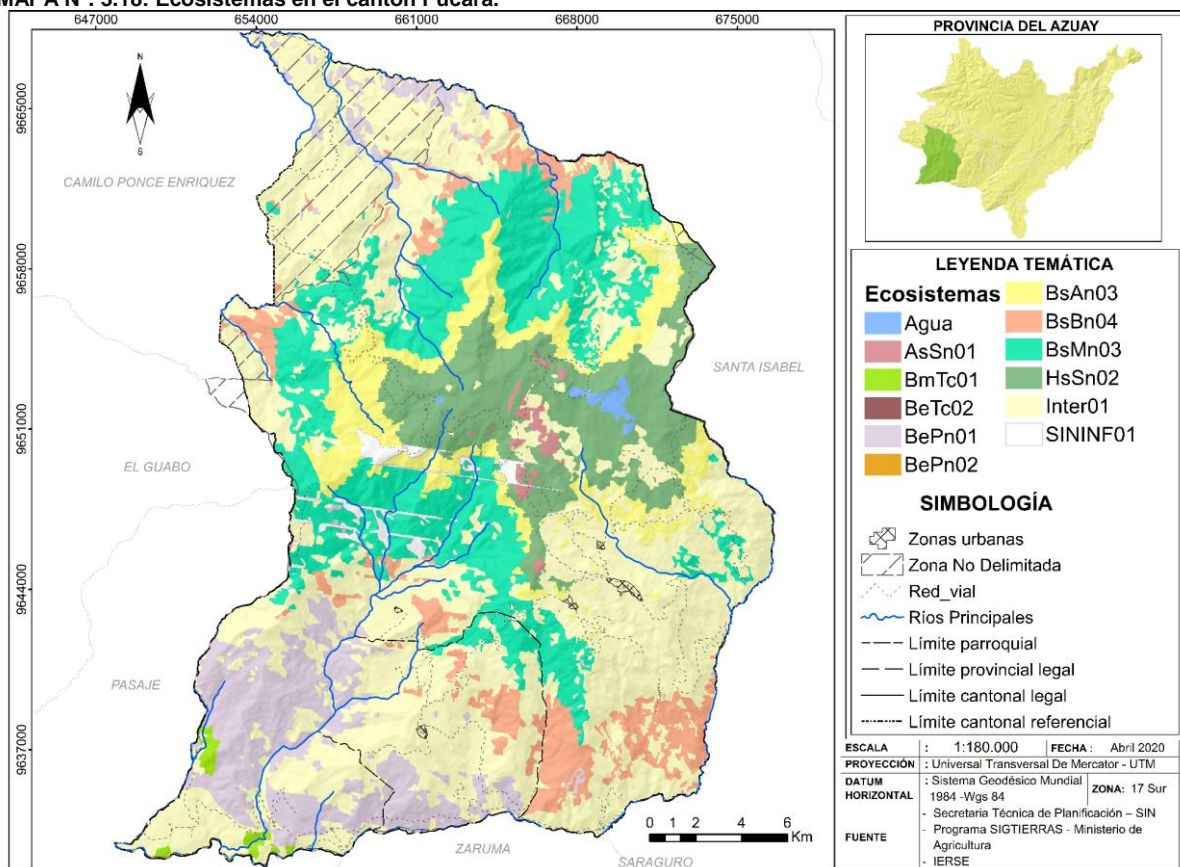 MAPA N°. 3.18. Ecosistemas en el cantón Pucará.
647000 654000 661000 668000 675000
9665000
9658000
9651000
9644000
9637000
N
S
CAMILO PONCE ENRIQUEZ
SANTA ISABEL
EL GUABO
PASAJE
ZARUMA
SARAGURO
0 1 2 4 6
Km
PROVINCIA DEL AZUAY
LEYENDA TEMÁTICA
Ecosistemas
Agua
AsSn01
BmTc01
BeTc02
BePn01
BePn02
BsAn03
BsBn04
BsMn03
HsSn02
Inter01
SININF01
SIMBOLOGÍA
Zonas urbanas
Zona No Delimitada
Red_vial
Ríos Principales
Límite parroquial
Límite provincial legal
Límite cantonal legal
Límite cantonal referencial
ESCALA : 1:180.000 FECHA : Abril 2020
PROYECCIÓN : Universal Transversal De Mercator - UTM
DATUM HORIZONTAL : Sistema Geodésico Mundial 1984 -Wgs 84 ZONA: 17 Sur
FUENTE
- Secretaria Técnica de Planificación – SIN
- Programa SIGTIERRAS - Ministerio de Agricultura
- IERSE